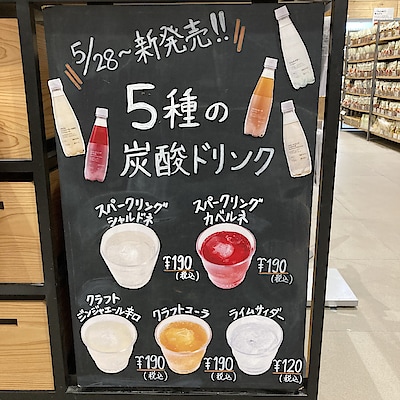 5/28~新発売!!
5種の
炭酸ドリンク
スパークリング
シャルドネ
¥190
(税込)
スパークリング
カベルネ
¥190
(税込)
クラフト
ジンジャエール辛口
¥190
(税込)
クラフトコーラ
¥190
(税込)
ライムサイダー
¥120
(税込)